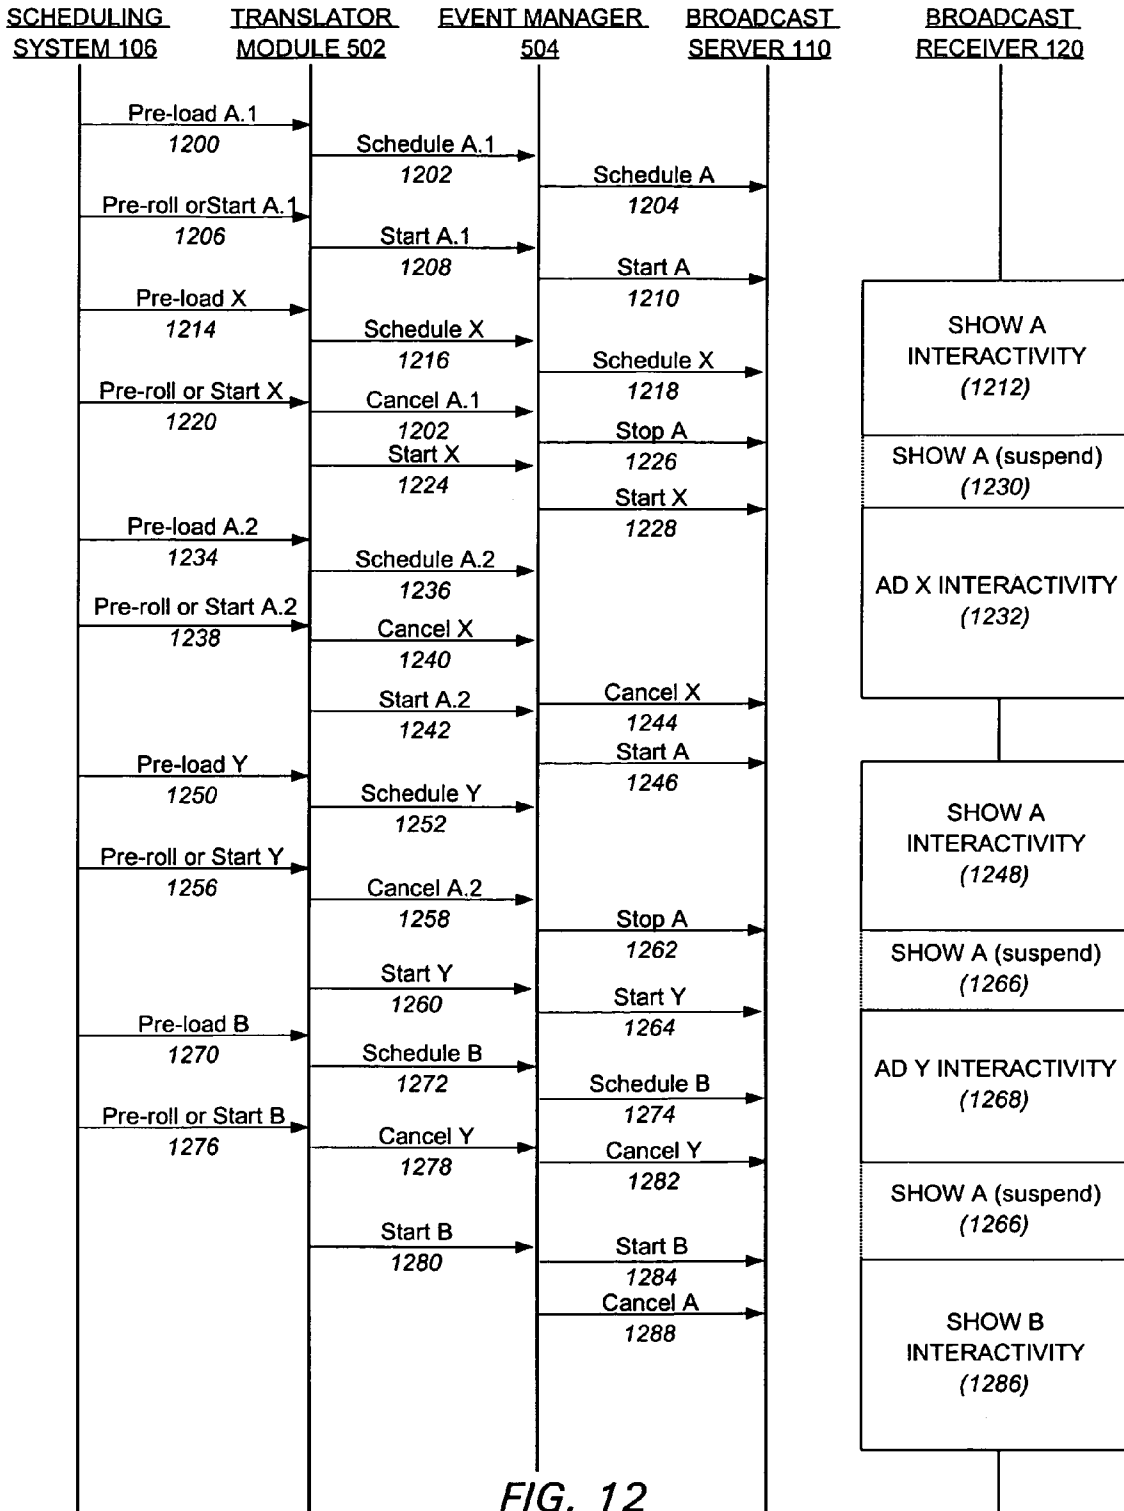 SCHEDULING
SYSTEM 106
TRANSLATOR
MODULE 502
EVENT MANAGER
504
BROADCAST
SERVER 110
BROADCAST
RECEIVER 120
Pre-load A.1
1200
Schedule A.1
1202
Schedule A
1204
Pre-roll orStart A.1
1206
Start A.1
1208
Start A
1210
Pre-load X
1214
Schedule X
1216
Schedule X
1218
SHOW A
INTERACTIVITY
(1212)
Pre-roll or Start X
1220
Cancel A.1
1202
Stop A
1226
Start X
1224
SHOW A (suspend)
(1230)
Start X
1228
Pre-load A.2
1234
Schedule A.2
1236
AD X INTERACTIVITY
(1232)
Pre-roll or Start A.2
1238
Cancel X
1240
Start A.2
1242
Cancel X
1244
Start A
1246
Pre-load Y
1250
Schedule Y
1252
SHOW A
INTERACTIVITY
(1248)
Pre-roll or Start Y
1256
Cancel A.2
1258
Stop A
1262
SHOW A (suspend)
(1266)
Start Y
1260
Start Y
1264
Pre-load B
1270
Schedule B
1272
Schedule B
1274
AD Y INTERACTIVITY
(1268)
Pre-roll or Start B
1276
Cancel Y
1278
Cancel Y
1282
SHOW A (suspend)
(1266)
Start B
1280
Start B
1284
Cancel A
1288
SHOW B
INTERACTIVITY
(1286)
FIG. 12